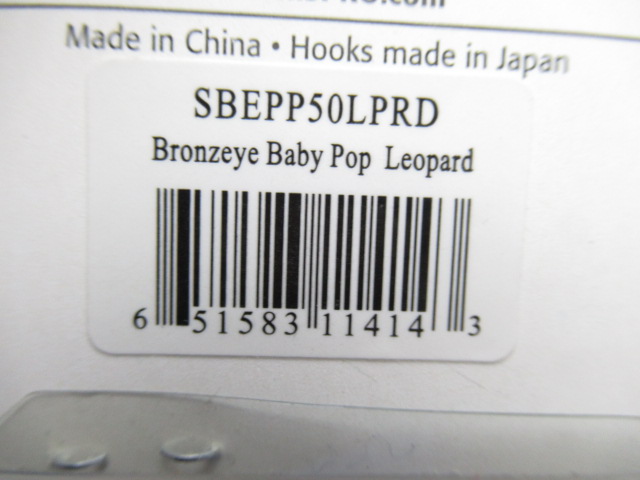 Made in China • Hooks made in Japan
SBEPP50LPRD
Bronzeye Baby Pop Leopard
6 51583 11414 3